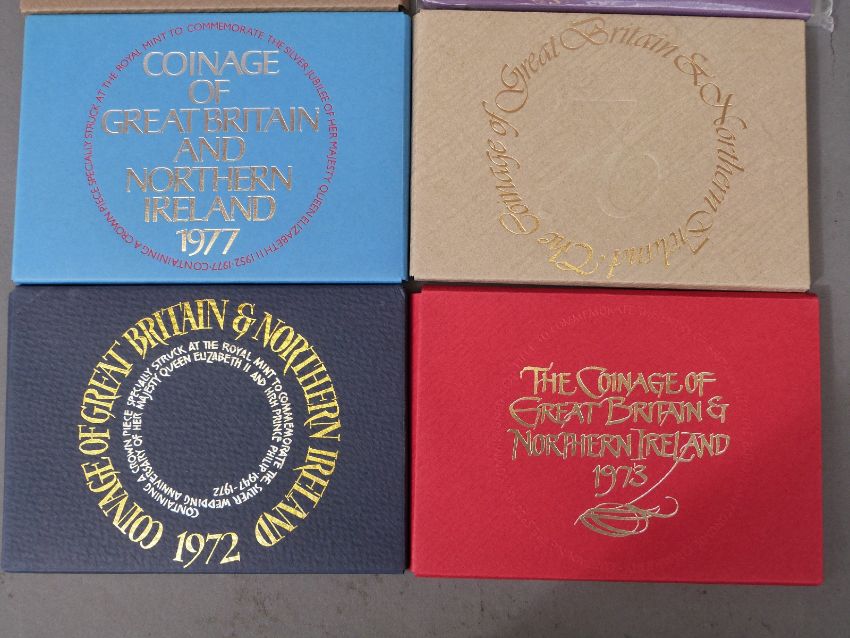 COINAGE
OF
GREAT BRITAIN
AND
NORTHERN
IRELAND
1977
CONTAINING A CROWN PIECE SPECIALLY STRUCK AT THE ROYAL MINT TO COMMEMORATE THE SILVER JUBILEE OF HER MAJESTY QUEEN ELIZABETH II 1952-1977·
The Coinage of Great Britain & Northern Ireland·
COINAGE OF GREAT BRITAIN & NORTHERN IRELAND
1972
CONTAINING A CROWN PIECE SPECIALLY STRUCK AT THE ROYAL MINT TO COMMEMORATE THE SILVER WEDDING ANNIVERSARY OF HER MAJESTY QUEEN ELIZABETH II AND HRH PRINCE PHILIP 1947-1972
THE COINAGE OF
GREAT BRITAIN &
NORTHERN IRELAND
1973
TO COMMEMORATE